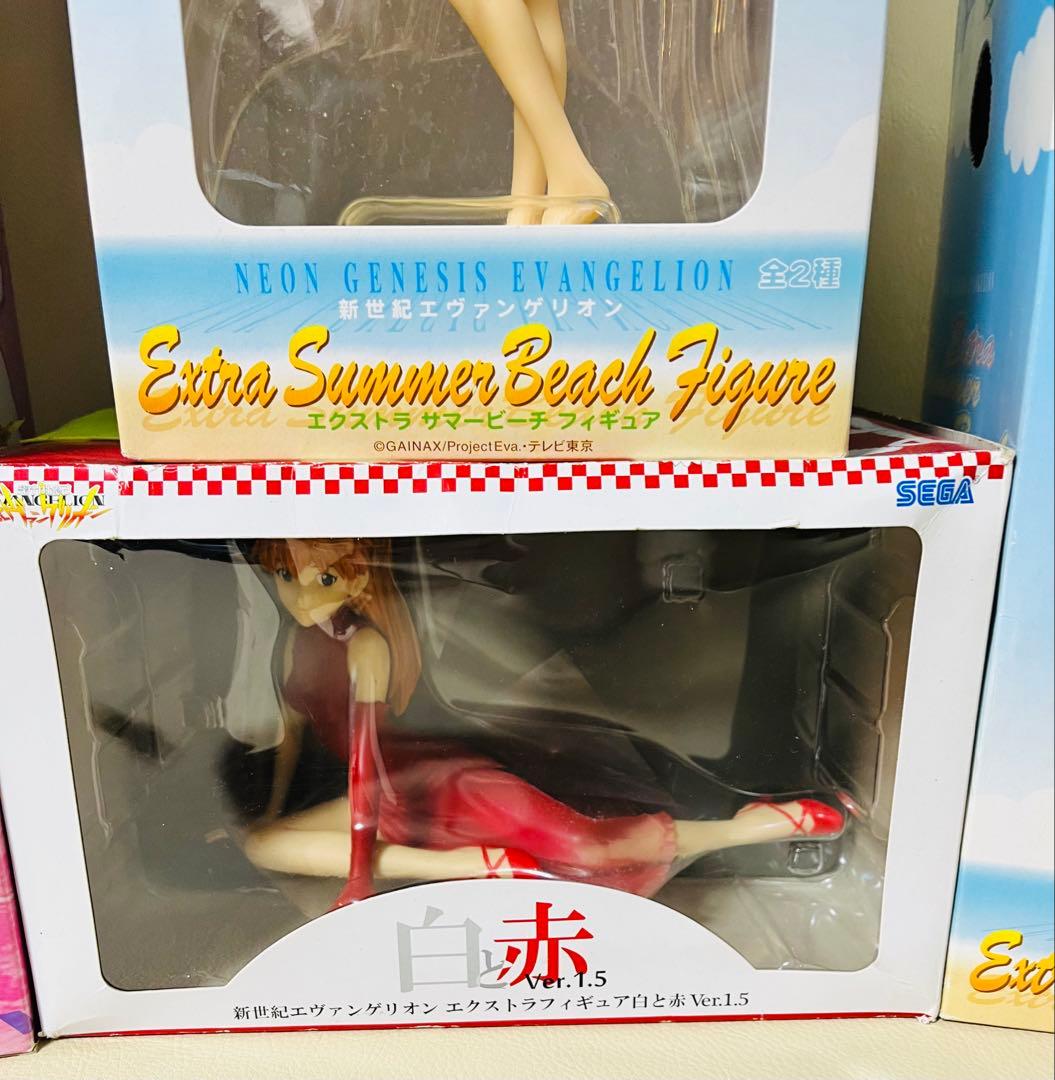 NEON GENESIS EVANGELION 全2種
新世紀エヴァンゲリオン
Extra Summer Beach Figure
エクストラ サマービーチ フィギュア
©GAINAX/ProjectEva.・テレビ東京
SEGA
白と赤
Ver.1.5
新世紀エヴァンゲリオン エクストラフィギュア白と赤 Ver.1.5
Ext